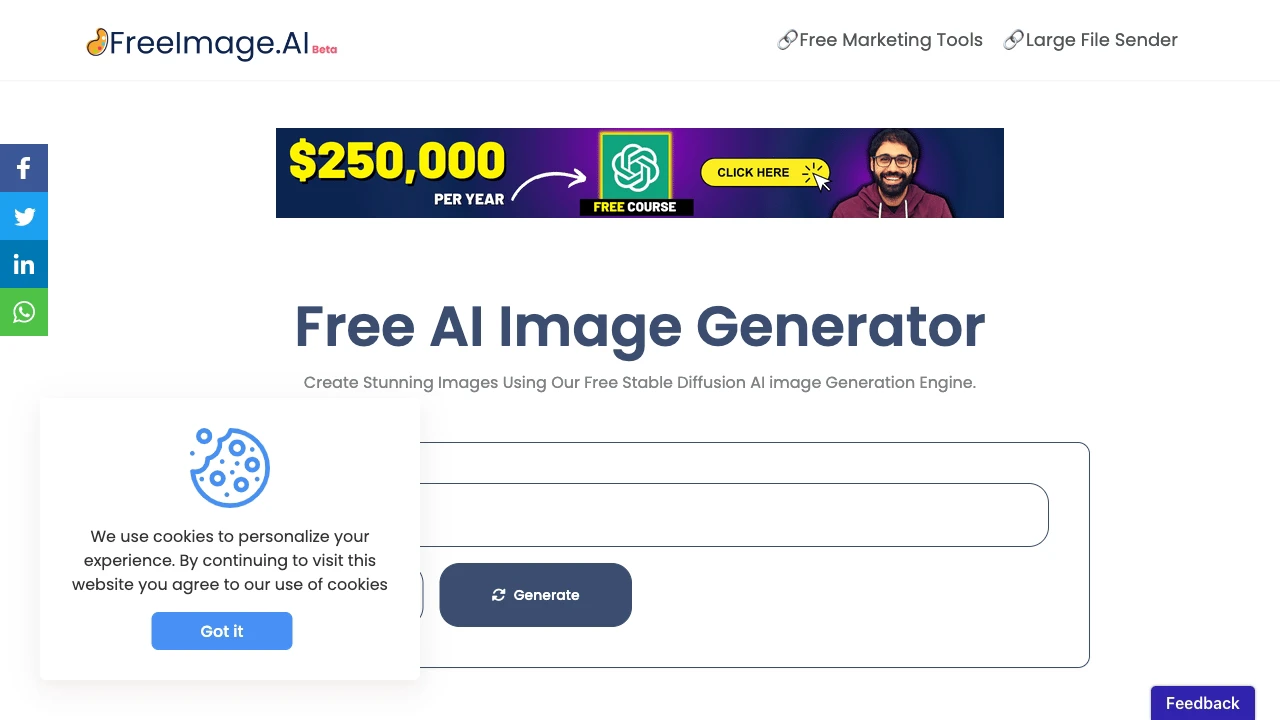 FreeImage.AI Beta
Free Marketing Tools
Large File Sender
$250,000
PER YEAR
FREE COURSE
CLICK HERE
Free AI Image Generator
Create Stunning Images Using Our Free Stable Diffusion AI image Generation Engine.
We use cookies to personalize your
experience. By continuing to visit this
website you agree to our use of cookies
Got it
Generate
Feedback